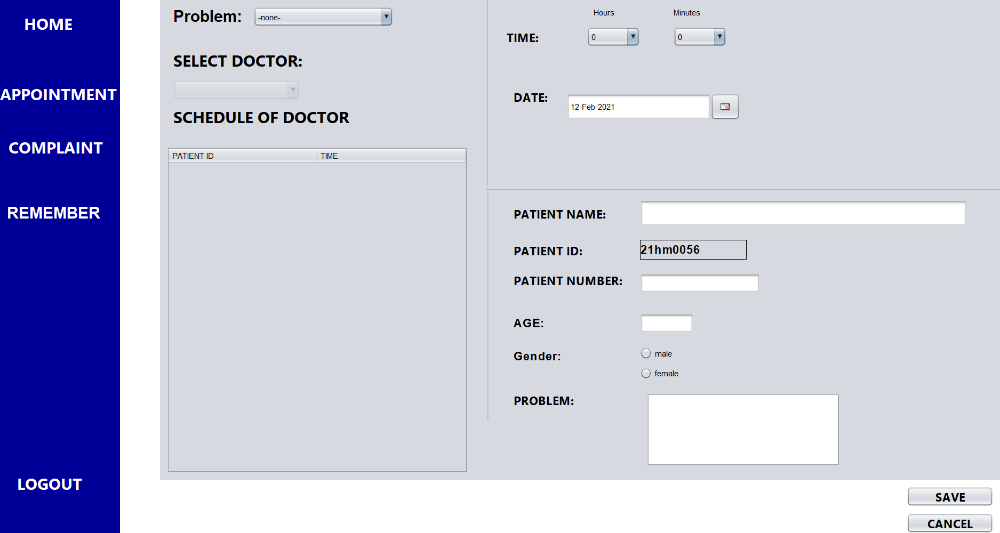 HOME
APPOINTMENT
COMPLAINT
REMEMBER
LOGOUT
Problem: -none-
SELECT DOCTOR:
SCHEDULE OF DOCTOR
PATIENT ID TIME
Hours Minutes
TIME: 0 0
DATE: 12-Feb-2021
PATIENT NAME:
PATIENT ID: 21hm0056
PATIENT NUMBER:
AGE:
Gender: male
female
PROBLEM:
SAVE
CANCEL